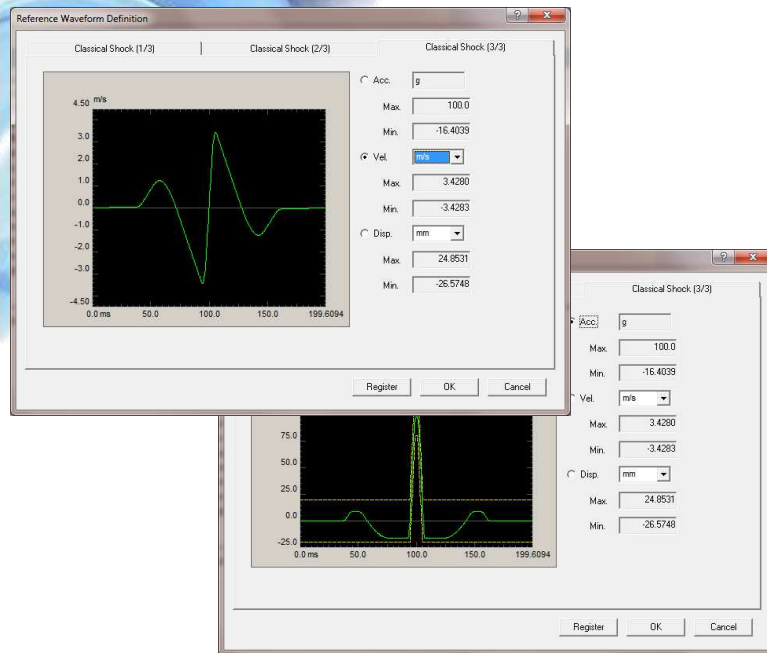 Reference Waveform Definition
Classical Shock (1/3) Classical Shock (2/3) Classical Shock (3/3)
4.50 m/s
3.0
2.0
1.0
0.0
-1.0
-2.0
-3.0
-4.50
0.0 ms 50.0 100.0 150.0 199.6094
Acc. g
Max. 100.0
Min. -16.4039
Vel. m/s
Max. 3.4280
Min. -3.4283
Disp. mm
Max. 24.8531
Min. -26.5748
Register OK Cancel
Classical Shock (3/3)
75.0
50.0
25.0
0.0
-25.0
0.0 ms 50.0 100.0 150.0 199.6094
Acc. g
Max. 100.0
Min. -16.4039
Vel. m/s
Max. 3.4280
Min. -3.4283
Disp. mm
Max. 24.8531
Min. -26.5748
Register OK Cancel